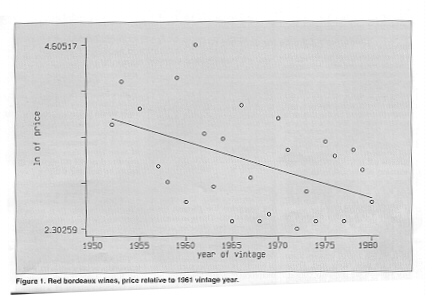 4.60517
ln of price
2.30259
1950 1955 1960 1965 1970 1975 1980
year of vintage
Figure 1. Red bordeaux wines, price relative to 1961 vintage year.